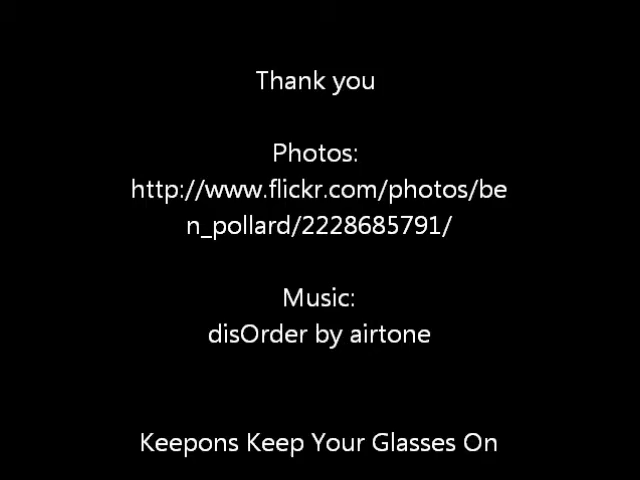 Thank you
Photos:
http://www.flickr.com/photos/be
n_pollard/2228685791/
Music:
disOrder by airtone
Keepons Keep Your Glasses On